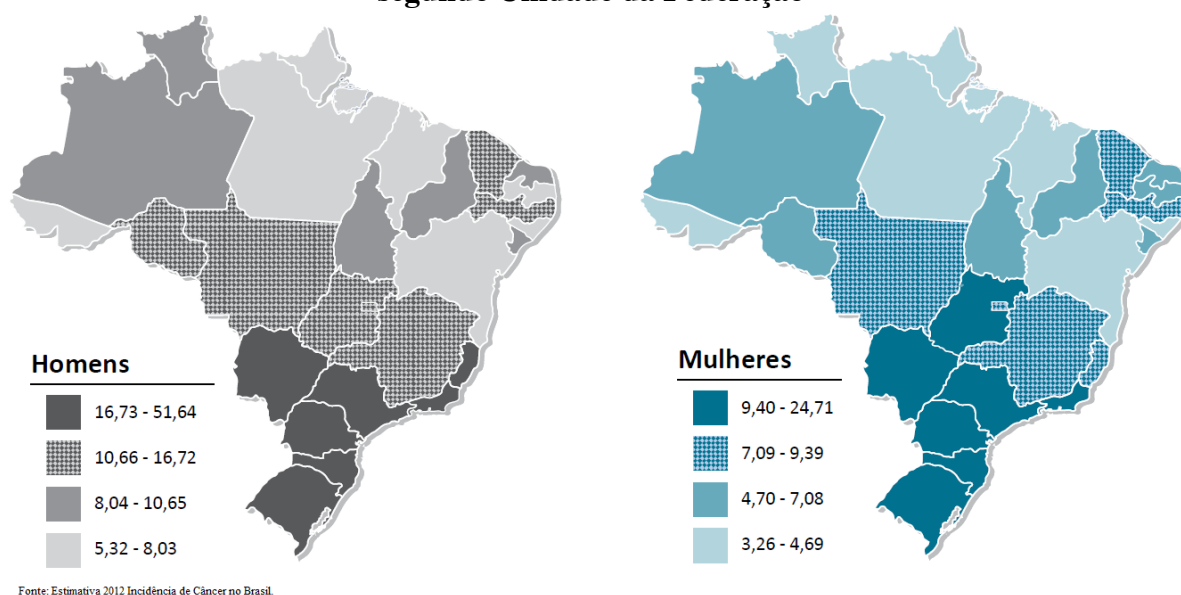 segundo Unidade da Federação
Homens
16,73 - 51,64
10,66 - 16,72
8,04 - 10,65
5,32 - 8,03
Mulheres
9,40 - 24,71
7,09 - 9,39
4,70 - 7,08
3,26 - 4,69
Fonte: Estimativa 2012 Incidência de Câncer no Brasil.